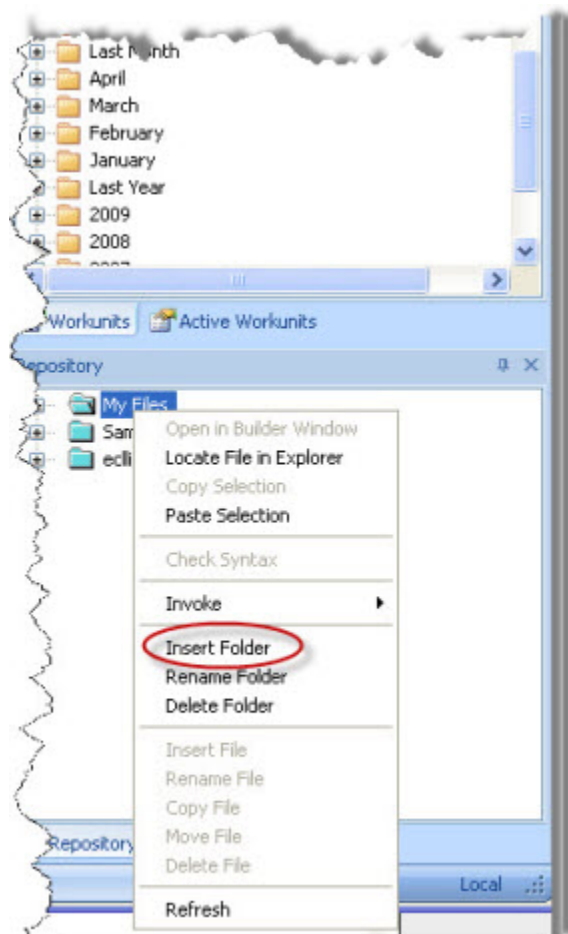 Last Month
April
March
February
January
Last Year
2009
2008
Workunits Active Workunits
Repository
My Files
Sam
eclli
Open in Builder Window
Locate File in Explorer
Copy Selection
Paste Selection
Check Syntax
Invoke
Insert Folder
Rename Folder
Delete Folder
Insert File
Rename File
Copy File
Move File
Delete File
Repository
Local
Refresh